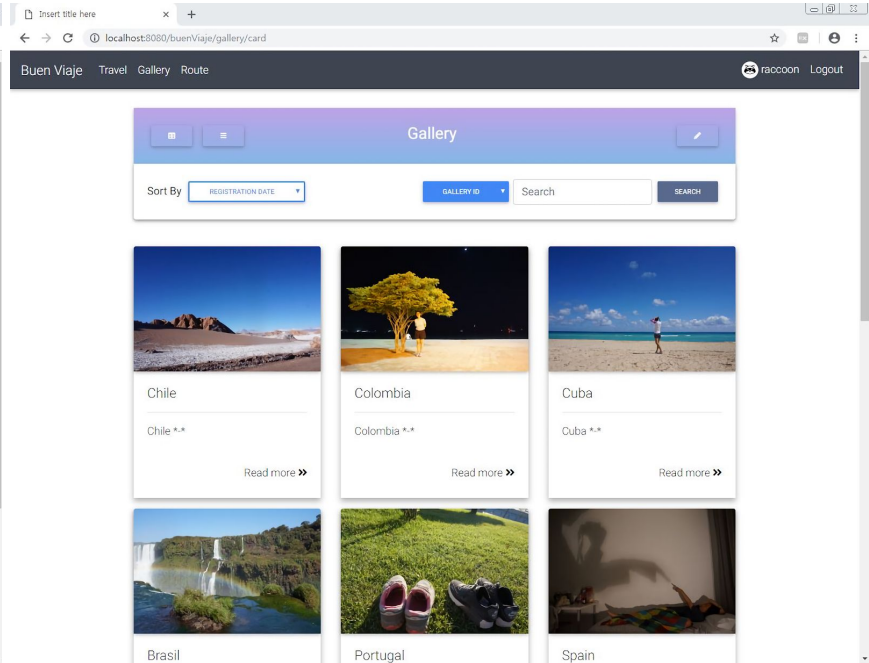 Insert title here
localhost:8080/buenViaje/gallery/card
Buen Viaje Travel Gallery Route raccoon Logout
Gallery
Sort By REGISTRATION DATE GALLERY ID Search SEARCH
Chile Colombia Cuba
Chile *-* Colombia *-* Cuba *-*
Read more Read more Read more
Brasil Portugal Spain